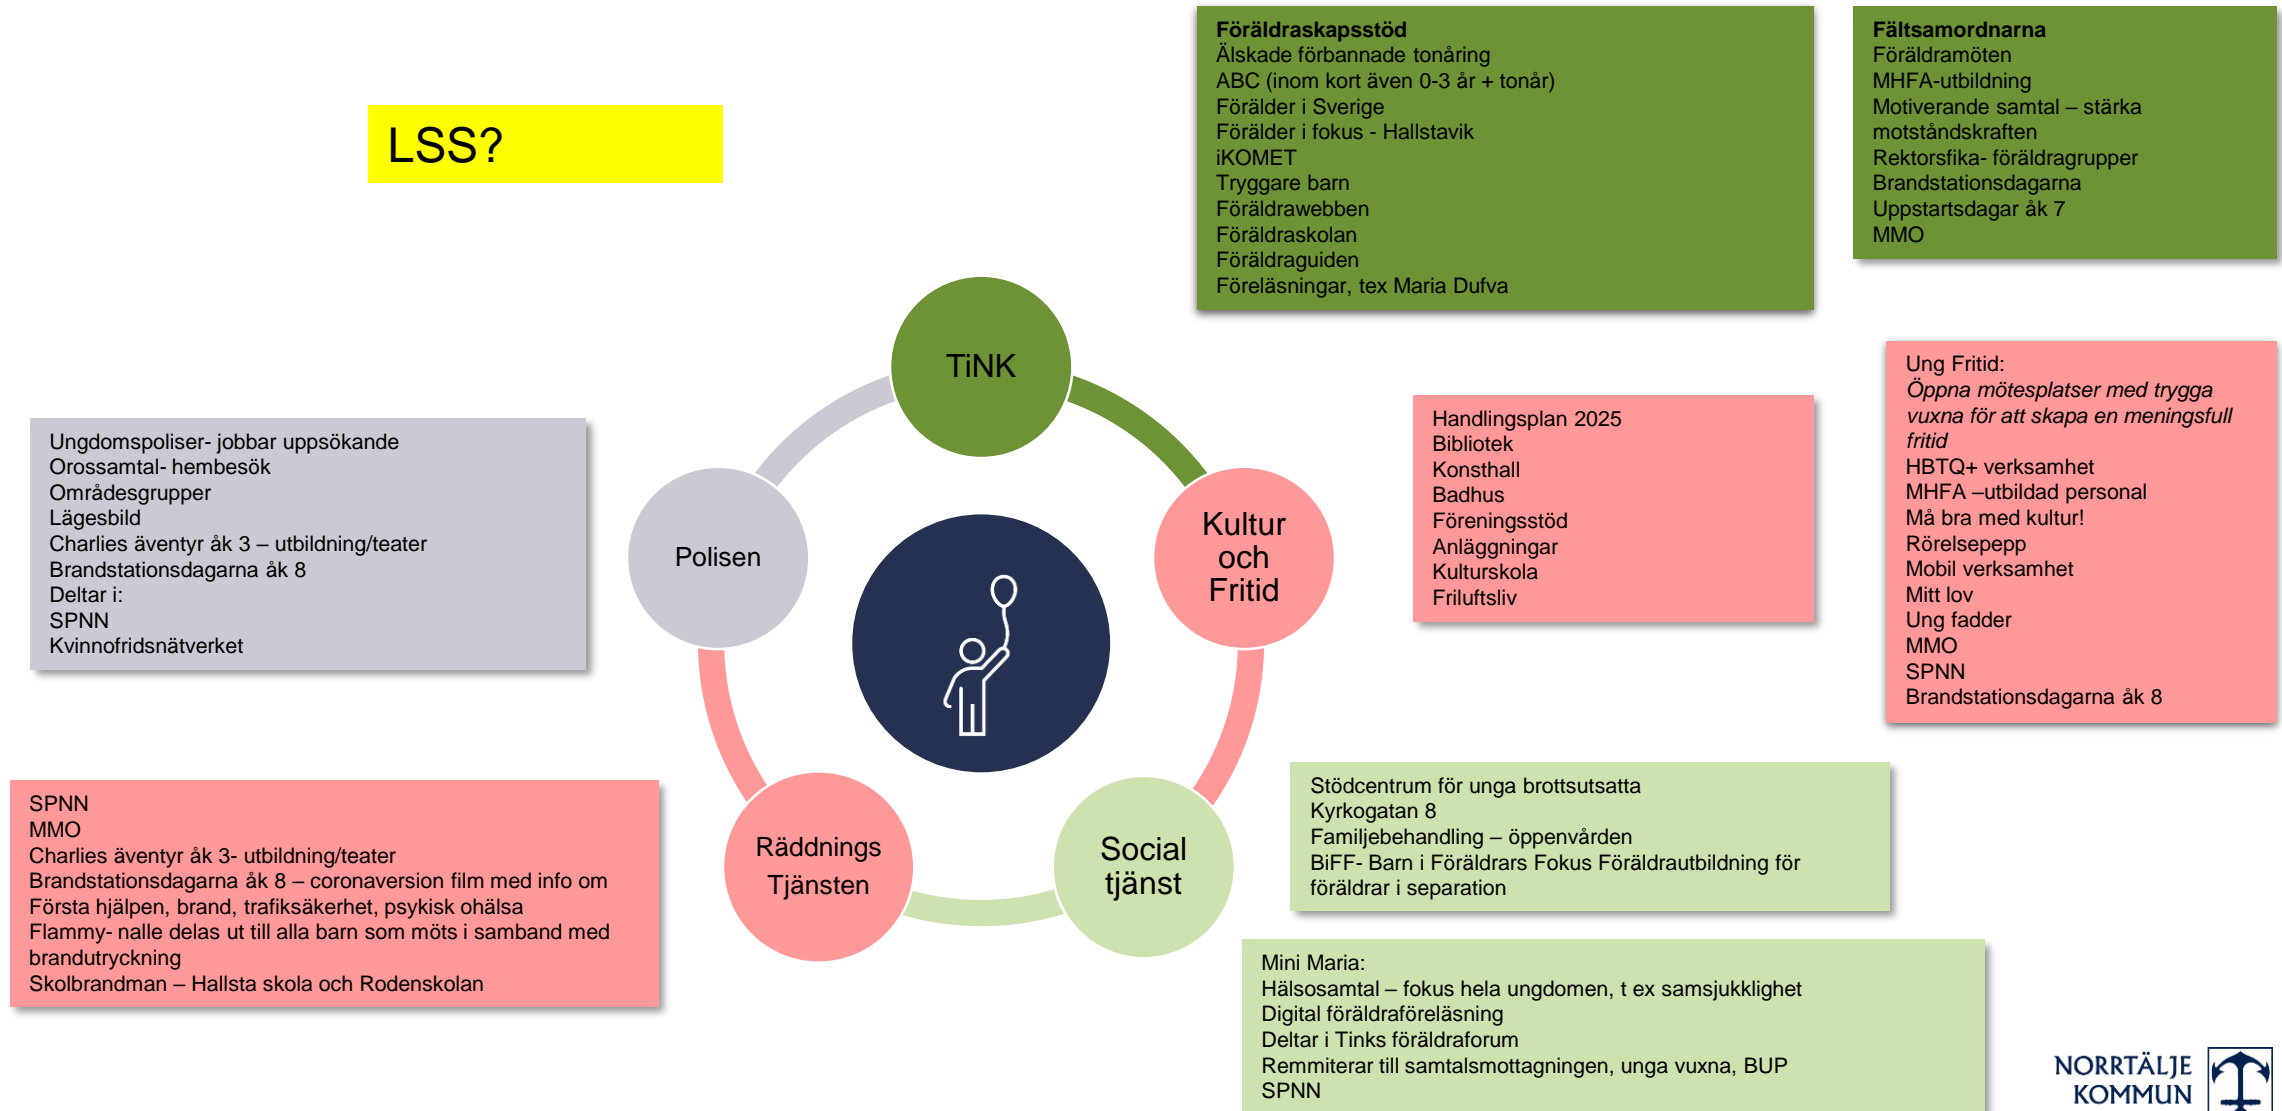 LSS?
Föräldraskapsstöd
Älskade förbannade tonåring
ABC (inom kort även 0-3 år + tonår)
Förälder i Sverige
Förälder i fokus - Hallstavik
iKOMET
Tryggare barn
Föräldrawebben
Föräldraskolan
Föräldraguiden
Föreläsningar, tex Maria Dufva
Fältsamordnarna
Föräldramöten
MHFA-utbildning
Motiverande samtal – stärka
motståndskraften
Rektorsfika- föräldragrupper
Brandstationsdagarna
Uppstartsdagar åk 7
MMO
TiNK
Kultur
och
Fritid
Handlingsplan 2025
Bibliotek
Konsthall
Badhus
Föreningsstöd
Anläggningar
Kulturskola
Friluftsliv
Ung Fritid:
Öppna mötesplatser med trygga
vuxna för att skapa en meningsfull
fritid
HBTQ+ verksamhet
MHFA –utbildad personal
Må bra med kultur!
Rörelsepepp
Mobil verksamhet
Mitt lov
Ung fadder
MMO
SPNN
Brandstationsdagarna åk 8
Ungdomspoliser- jobbar uppsökande
Orossamtal- hembesök
Områdesgrupper
Lägesbild
Charlies äventyr åk 3 – utbildning/teater
Brandstationsdagarna åk 8
Deltar i:
SPNN
Kvinnofridsnätverket
Polisen
SPNN
MMO
Charlies äventyr åk 3- utbildning/teater
Brandstationsdagarna åk 8 – coronaversion film med info om
Första hjälpen, brand, trafiksäkerhet, psykisk ohälsa
Flammy- nalle delas ut till alla barn som möts i samband med
brandutryckning
Skolbrandman – Hallsta skola och Rodenskolan
Räddnings
Tjänsten
Social
tjänst
Stödcentrum för unga brottsutsatta
Kyrkogatan 8
Familjebehandling – öppenvården
BiFF- Barn i Föräldrars Fokus Föräldrautbildning för
föräldrar i separation
Mini Maria:
Hälsosamtal – fokus hela ungdomen, t ex samsjukklighet
Digital föräldraföreläsning
Deltar i Tinks föräldraforum
Remmiterar till samtalsmottagningen, unga vuxna, BUP
SPNN
NORRTÄLJE
KOMMUN